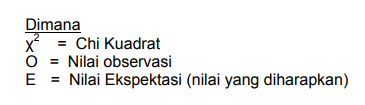 Dimana
χ² = Chi Kuadrat
O = Nilai observasi
E = Nilai Ekspektasi (nilai yang diharapkan)